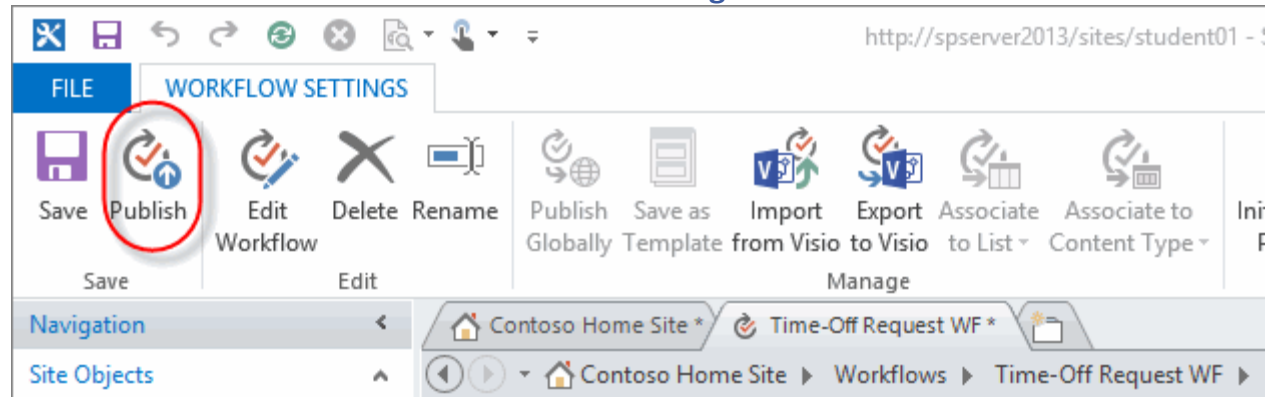 http://spserver2013/sites/student01 - S
FILE WORKFLOW SETTINGS
Save Publish Edit Workflow Delete Rename Publish Globally Save as Template Import from Visio Export to Visio Associate to List Associate to Content Type
Save Edit Manage
Navigation
Contoso Home Site * Time-Off Request WF *
Site Objects
Contoso Home Site Workflows Time-Off Request WF